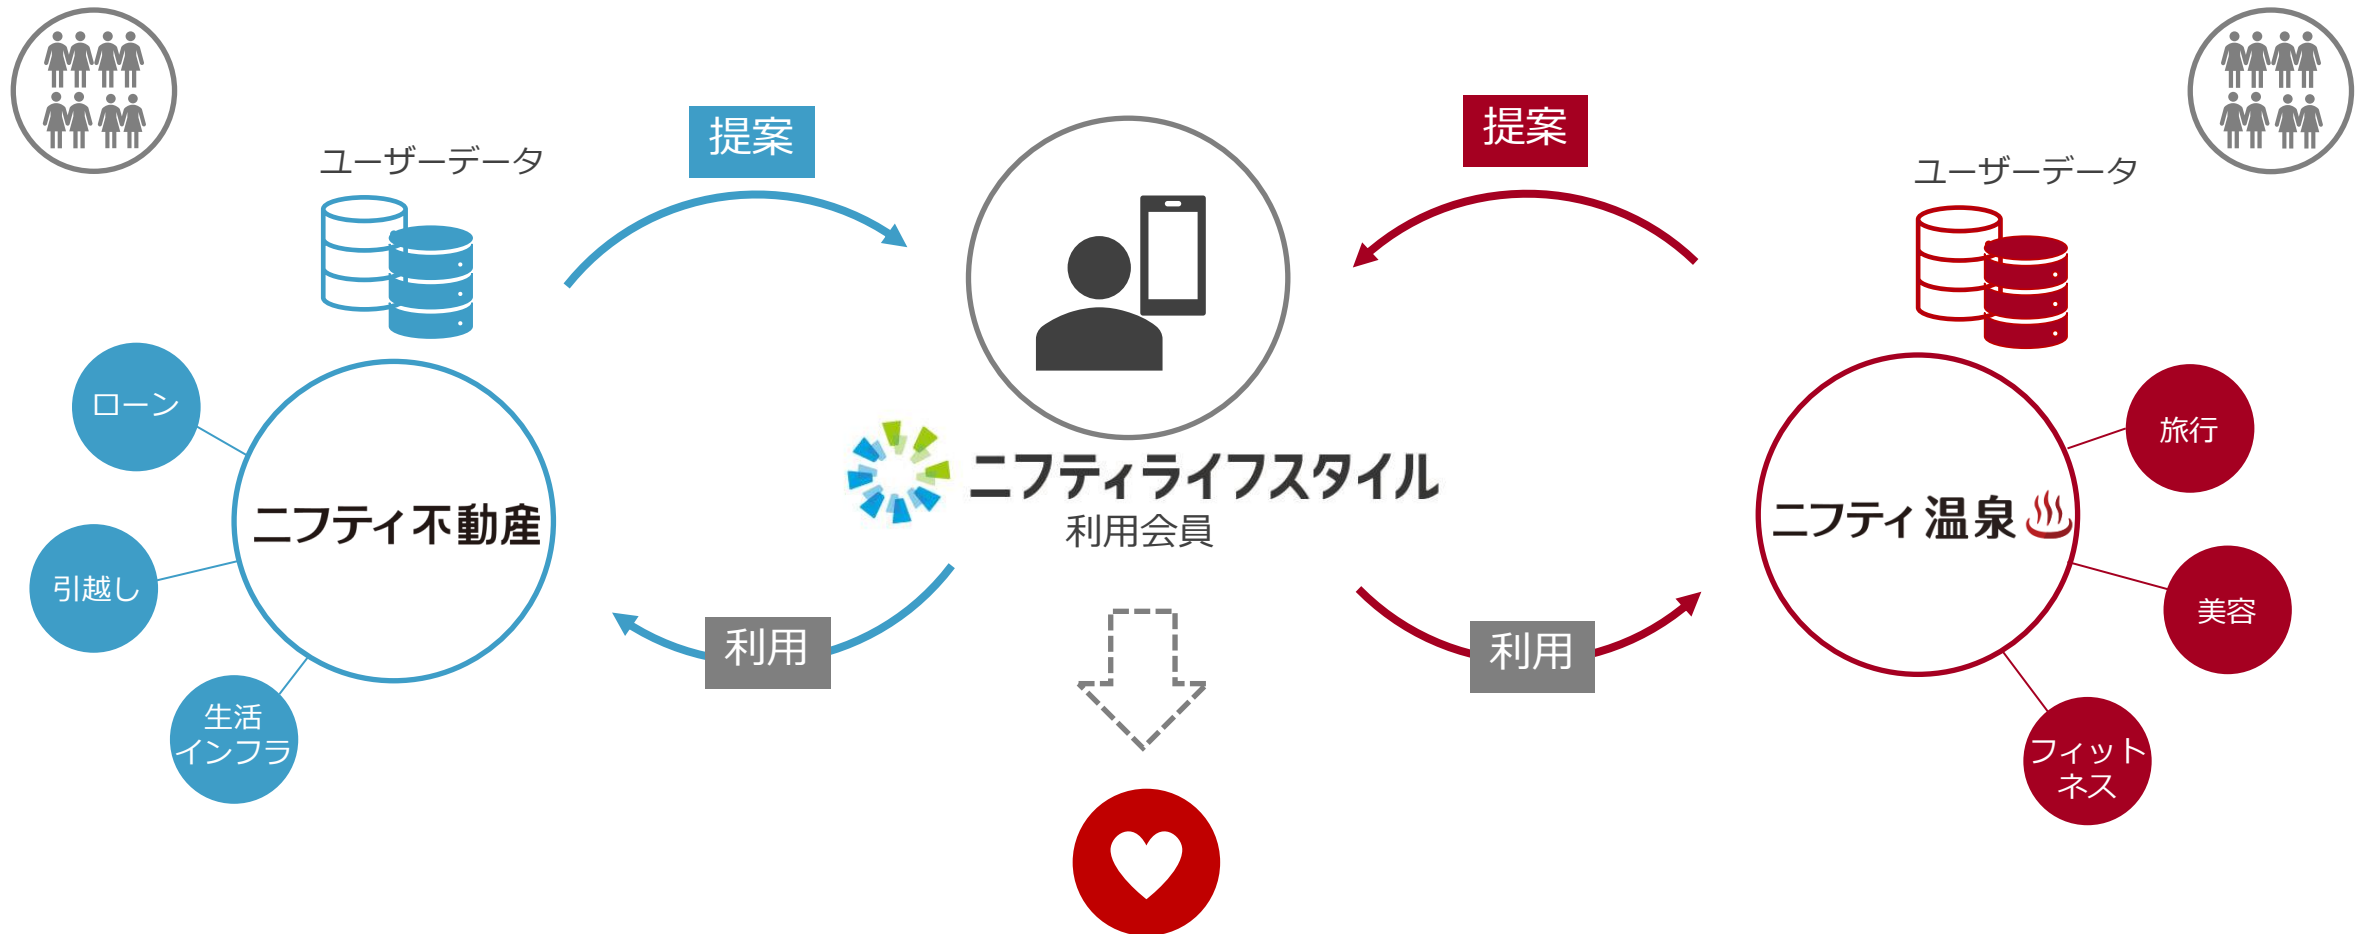 提案
提案
ユーザーデータ
ユーザーデータ
ローン
旅行
ニフティライフスタイル
利用会員
ニフティ不動産
ニフティ温泉
引越し
美容
利用
利用
生活
インフラ
フィット
ネス